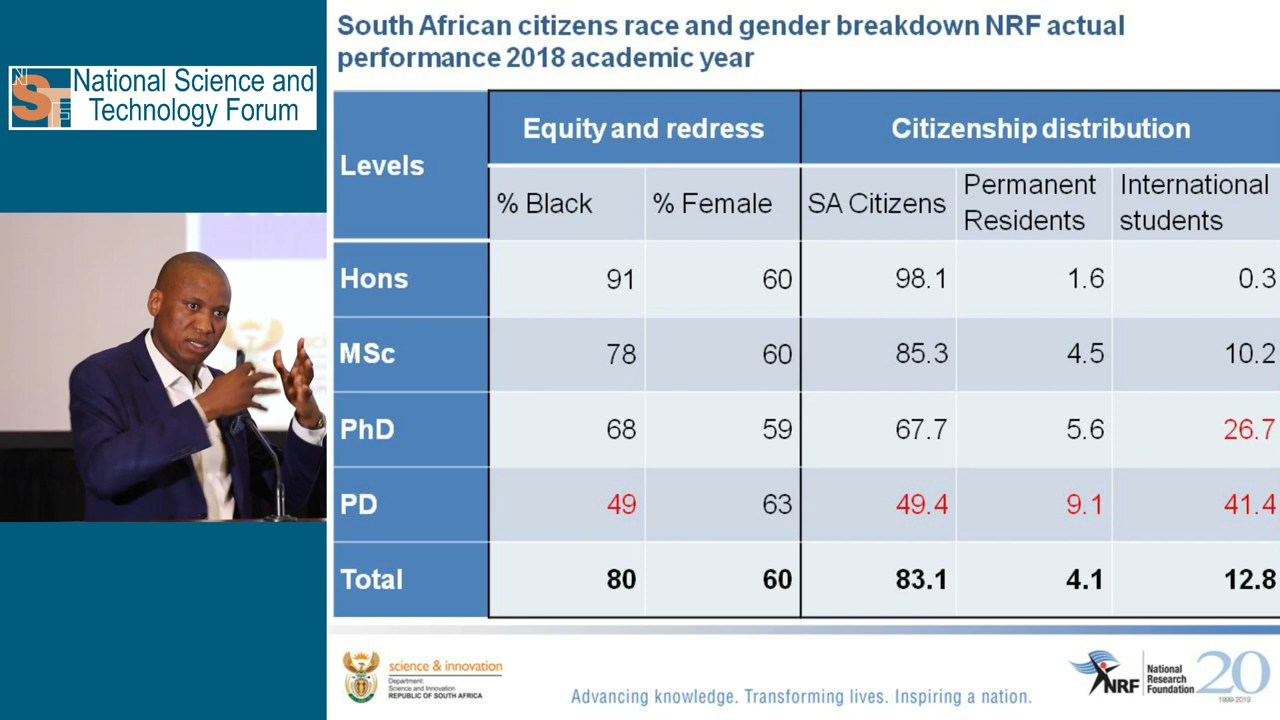 South African citizens race and gender breakdown NRF actual
performance 2018 academic year
NSTF
National Science and
Technology Forum
Levels
Equity and redress
Citizenship distribution
% Black
% Female
SA Citizens
Permanent
Residents
International
students
Hons 91 60 98.1 1.6 0.3
MSc 78 60 85.3 4.5 10.2
PhD 68 59 67.7 5.6 26.7
PD 49 63 49.4 9.1 41.4
Total 80 60 83.1 4.1 12.8
science & innovation
Department:
Science and Innovation
REPUBLIC OF SOUTH AFRICA
Advancing knowledge. Transforming lives. Inspiring a nation.
NRF
National
Research
Foundation
20
1999-2019